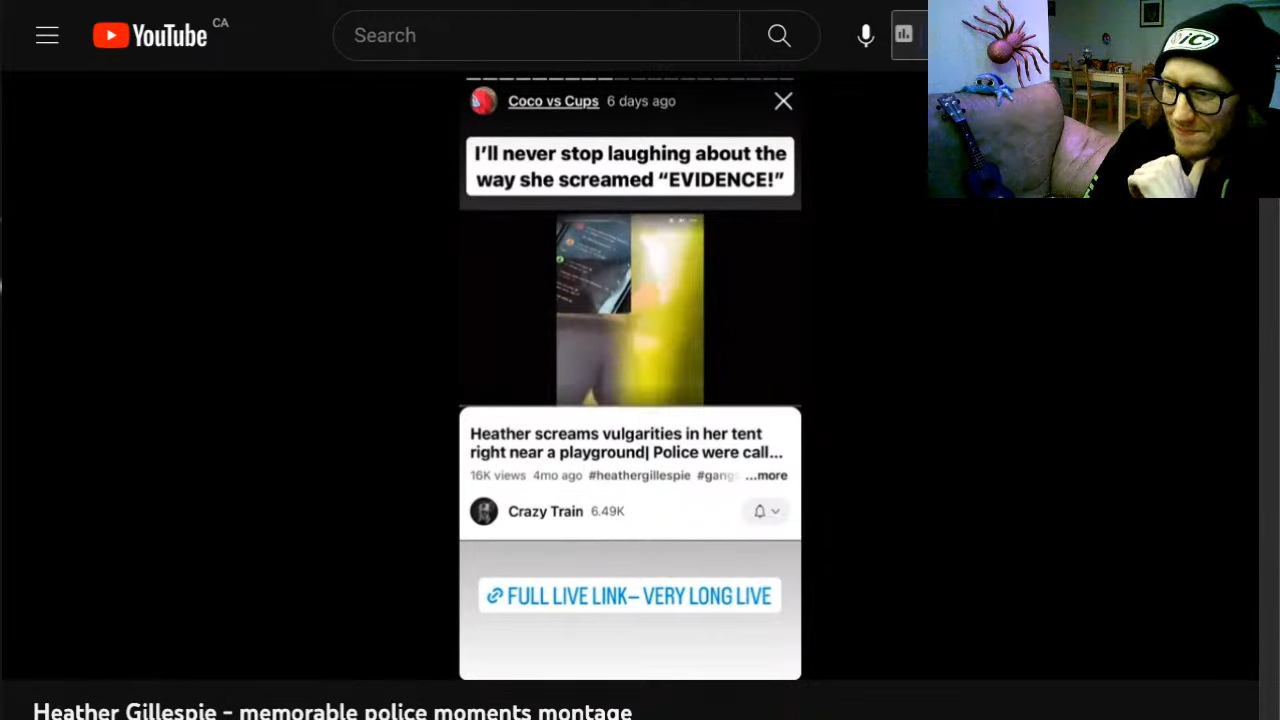 YouTube CA
Search
Coco vs Cups 6 days ago
I'll never stop laughing about the
way she screamed “EVIDENCE!”
Heather screams vulgarities in her tent
right near a playground| Police were call...
16K views 4mo ago #heathergillespie #gang ...more
Crazy Train 6.49K
FULL LIVE LINK– VERY LONG LIVE
Heather Gillespie - memorable police moments montage
BIC